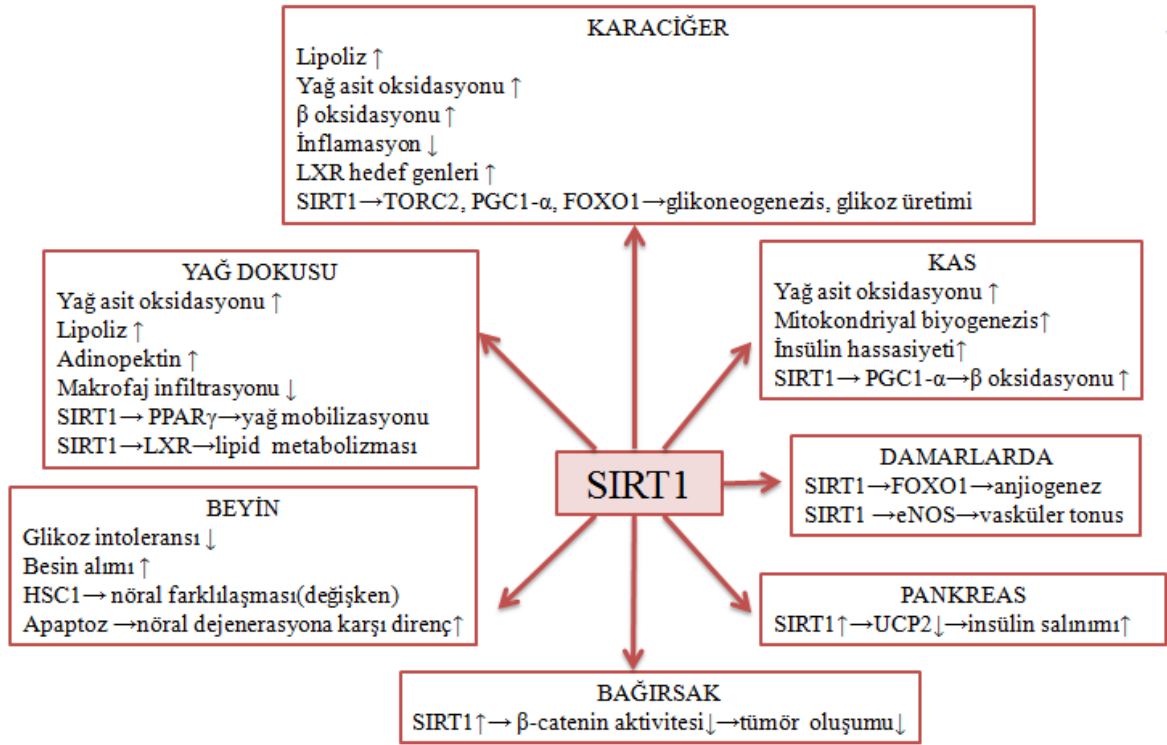 KARACİĞER
Lipoliz ↑
Yağ asit oksidasyonu ↑
β oksidasyonu ↑
İnflamasyon ↓
LXR hedef genleri ↑
SIRT1→TORC2, PGC1-α, FOXO1→glikoneogenezis, glikoz üretimi
YAĞ DOKUSU
Yağ asit oksidasyonu ↑
Lipoliz ↑
Adinopektin ↑
Makrofaj infiltrasyonu ↓
SIRT1→ PPARγ→yağ mobilizasyonu
SIRT1→LXR→lipid metabolizması
KAS
Yağ asit oksidasyonu ↑
Mitokondriyal biyogenezis↑
İnsülin hassasiyeti↑
SIRT1→ PGC1-α→β oksidasyonu ↑
SIRT1
DAMARLARDA
SIRT1→FOXO1→anjiogenez
SIRT1 →eNOS→vasküler tonus
BEYİN
Glikoz intoleransı ↓
Besin alımı ↑
HSC1→ nöral farklılaşması(değişken)
Apaptoz →nöral dejenerasyona karşı direnç↑
PANKREAS
SIRT1↑→UCP2↓→insülin salınımı↑
BAĞIRSAK
SIRT1↑→ β-catenin aktivitesi↓→tümör oluşumu↓